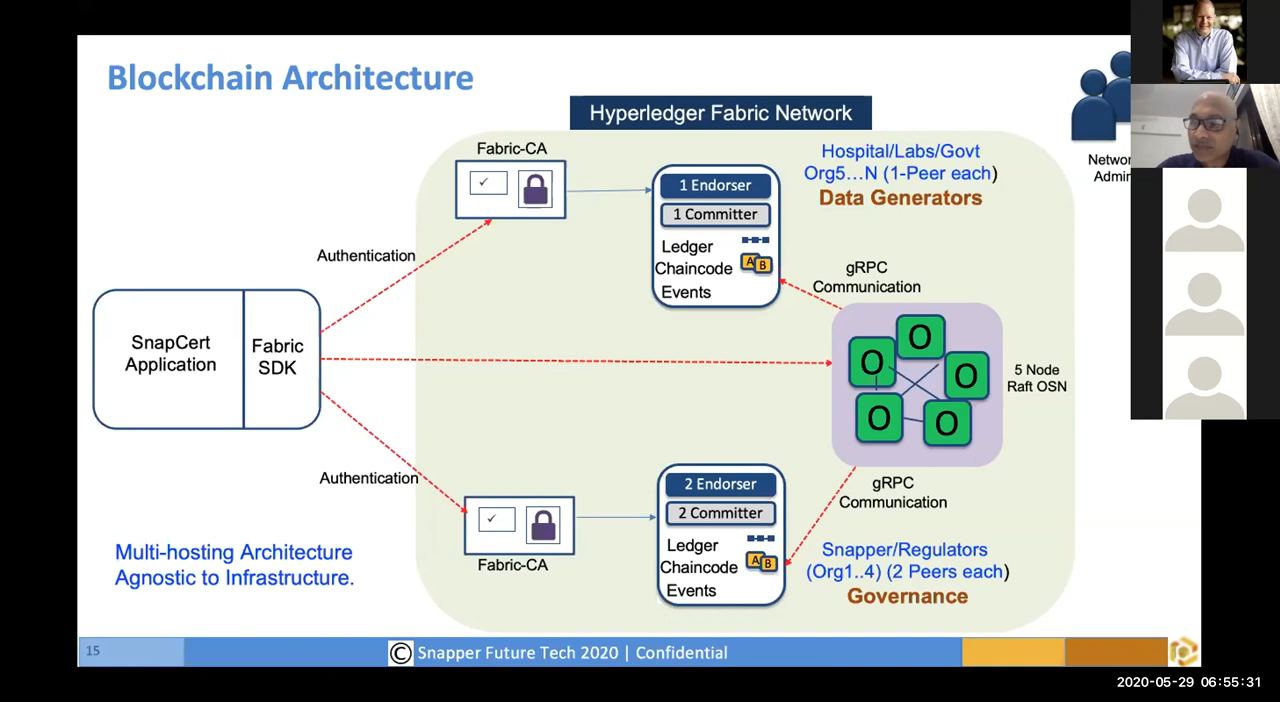 Blockchain Architecture
Hyperledger Fabric Network
Fabric-CA
1 Endorser
1 Committer
Ledger
Chaincode
A B
Events
Hospital/Labs/Govt
Org5...N (1-Peer each)
Data Generators
Authentication
gRPC
Communication
SnapCert
Application
Fabric
SDK
O
O
O
O
O
5 Node
Raft OSN
Authentication
gRPC
Communication
2 Endorser
2 Committer
Ledger
Chaincode
A B
Events
Fabric-CA
Snapper/Regulators
(Org1..4) (2 Peers each)
Governance
Multi-hosting Architecture
Agnostic to Infrastructure.
15
© Snapper Future Tech 2020 | Confidential
2020-05-29 06:55:31